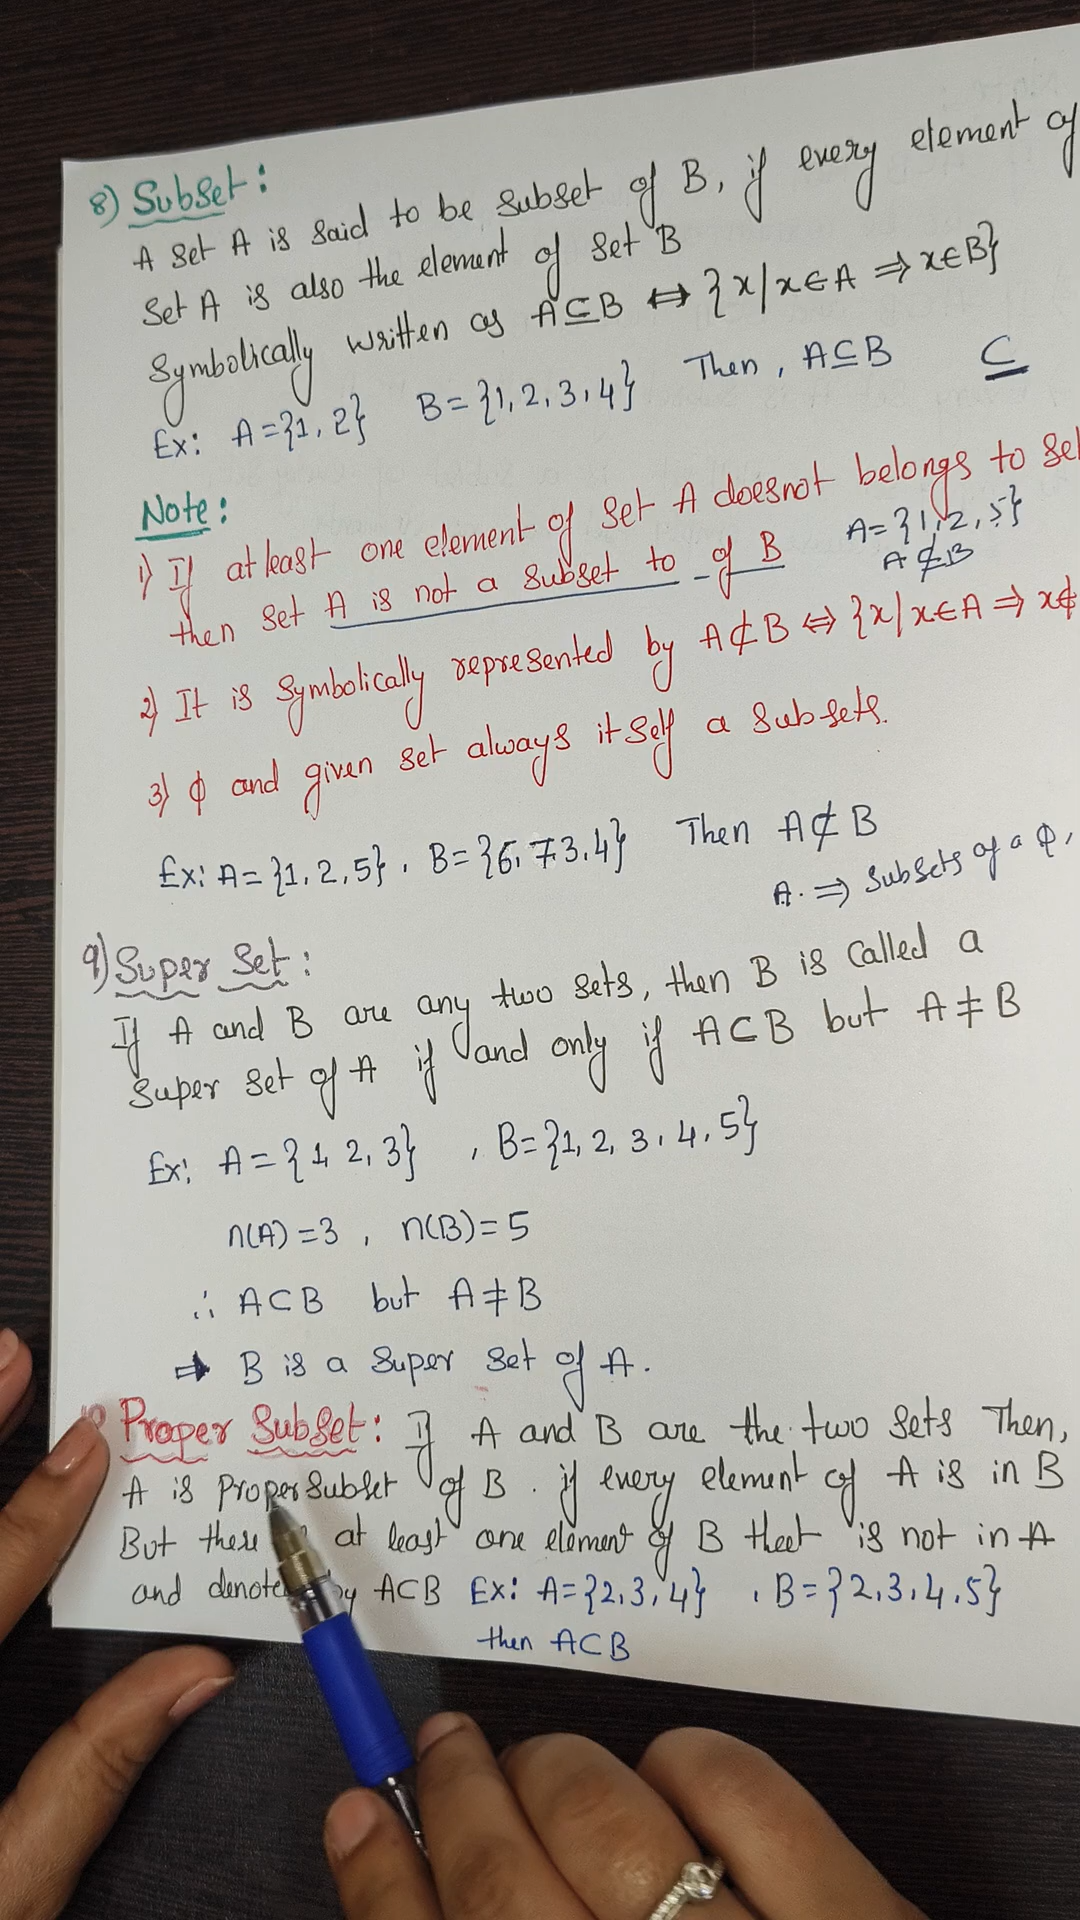 8) Subset:
A set A is said to be subset of B, if every element of
set A is also the element of set B
Symbolically written as A⊆B ⇔ {x/x∈A ⇒ x∈B}
Ex: A={1,2} B={1,2,3,4} Then, A⊆B ⊆
Note:
1) If atleast one element of set A doesnot belongs to set
then set A is not a subset to of B
A={1,2,5}
A⊄B
2) It is symbolically represented by A⊄B ⇔ {x/x∈A ⇒ x∉
3) ϕ and given set always itself a subsets.
Ex: A={1,2,5}, B={6,7,3,4} Then A⊄B
A. ⇒ Subsets of a ϕ,
9) Super Set:
If A and B are any two sets, then B is called a
super set of A if and only if A⊂B but A≠B
Ex: A={1, 2, 3}, B={1, 2, 3, 4, 5}
n(A)=3, n(B)=5
∴ A⊂B but A≠B
⇒ B is a super set of A.
Proper Subset: If A and B are the two sets Then,
A is proper subset of B. if every element of A is in B
But there at least one element of B that is not in A
and denoted by A⊂B Ex: A={2,3,4}, B={2,3,4,5}
then A⊂B